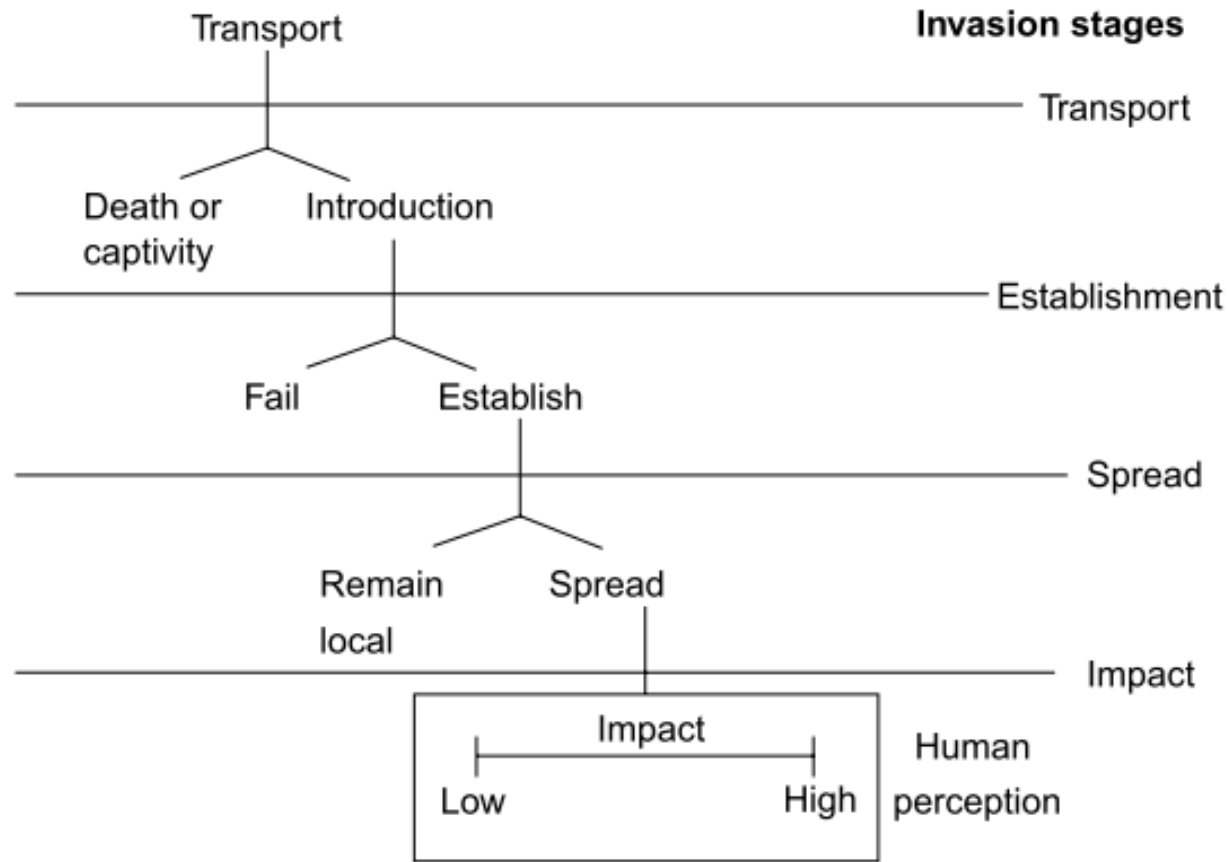 Transport
Invasion stages
Transport
Death or
captivity
Introduction
Establishment
Fail
Establish
Spread
Remain
local
Spread
Impact
Impact
Low
High
Human
perception